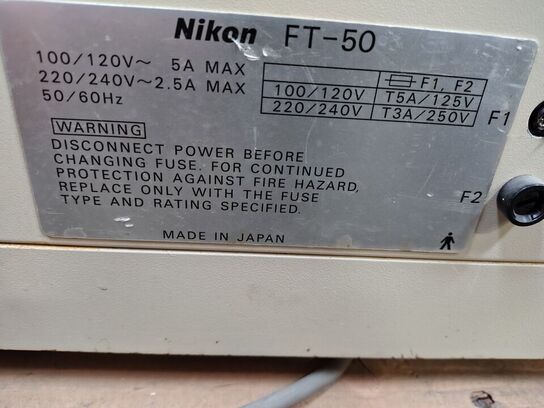 Nikon FT-50
100/120V~ 5A MAX
220/240V~2.5A MAX
50/60Hz
F1, F2
100/120V T5A/125V
220/240V T3A/250V
F1
WARNING
DISCONNECT POWER BEFORE
CHANGING FUSE. FOR CONTINUED
PROTECTION AGAINST FIRE HAZARD,
REPLACE ONLY WITH THE FUSE
TYPE AND RATING SPECIFIED.
F2
MADE IN JAPAN